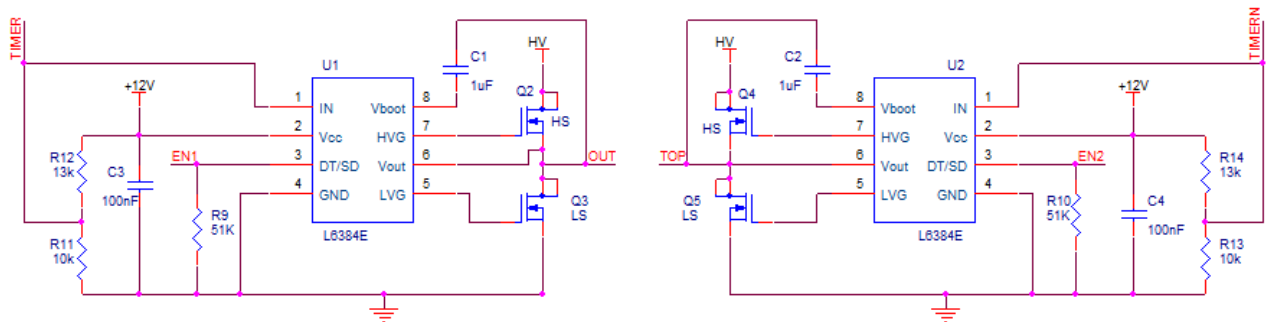 TIMER
+12V
R12
13k
R11
10k
C3
100nF
EN1
R9
51K
U1
1
IN
2
Vcc
3
DT/SD
4
GND
Vboot
8
HVG
7
Vout
6
LVG
5
L6384E
C1
1uF
HV
Q2
HS
OUT
Q3
LS
TOP
HV
Q4
HS
Q5
LS
C2
1uF
U2
8
Vboot
7
HVG
6
Vout
5
LVG
IN
1
Vcc
2
DT/SD
3
GND
4
L6384E
EN2
R10
51K
+12V
C4
100nF
R14
13k
R13
10k
TIMERN